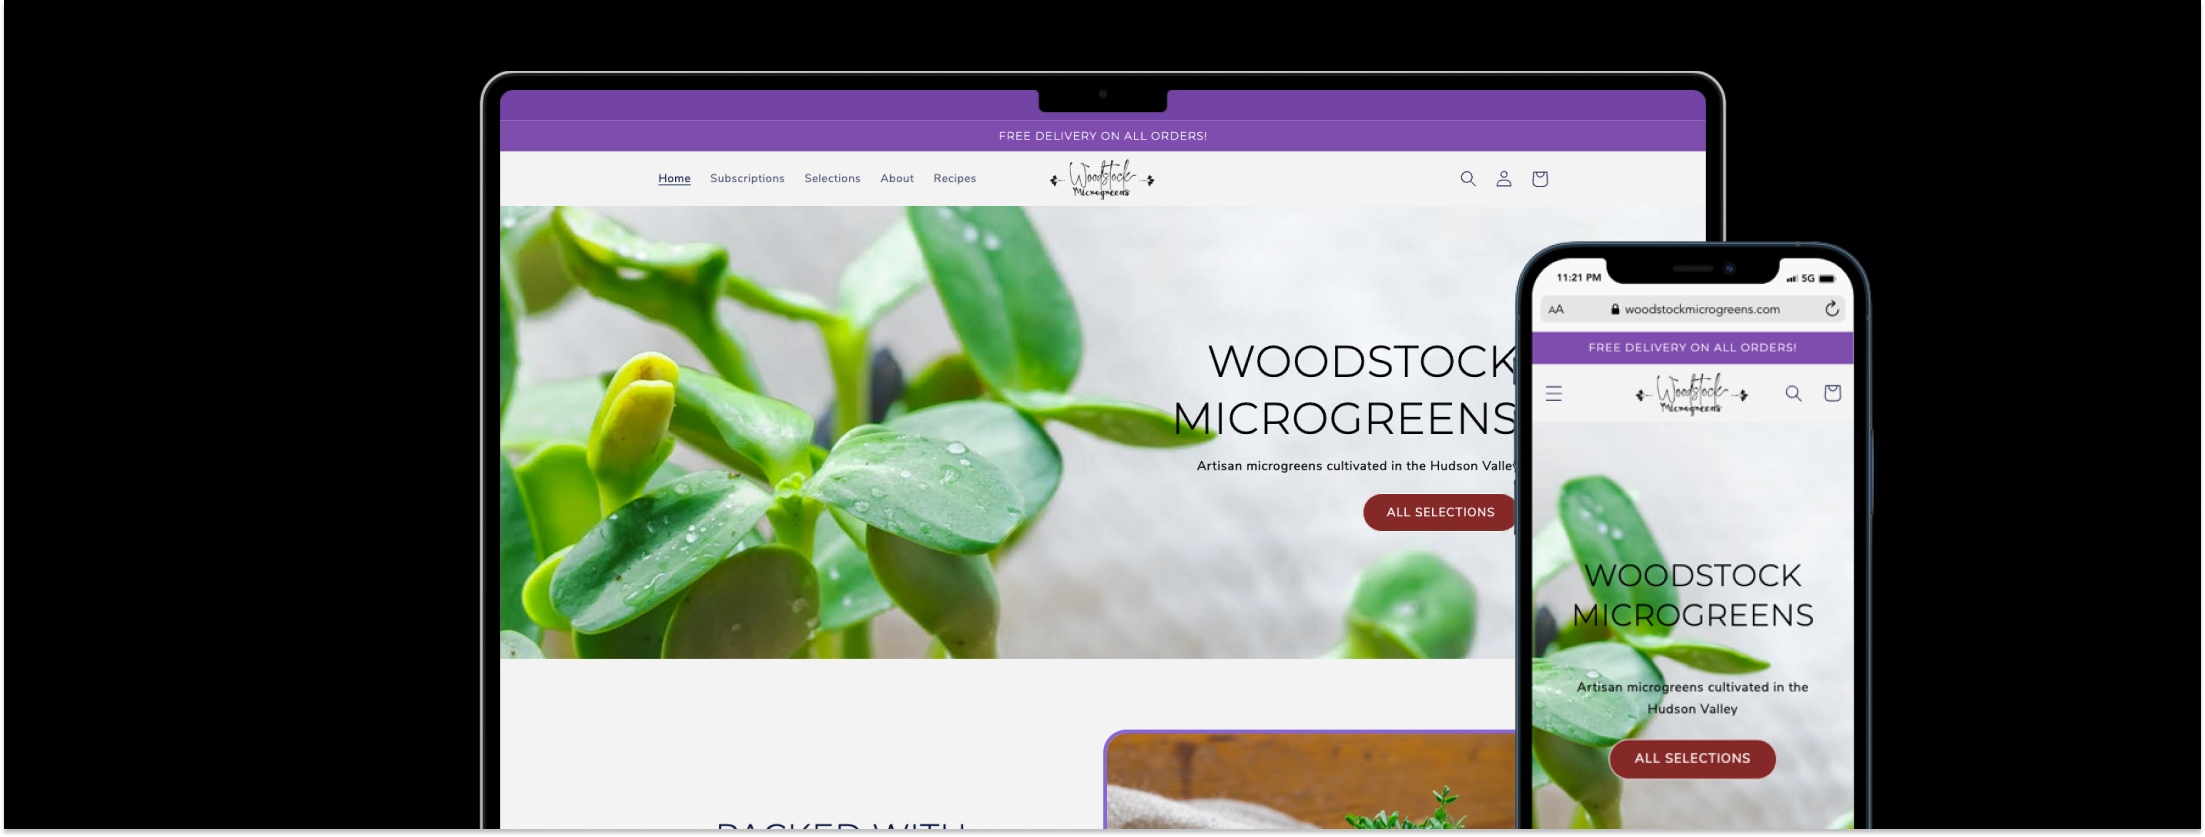 FREE DELIVERY ON ALL ORDERS!
Home Subscriptions Selections About Recipes
Woodstock
Microgreens
WOODSTOCK
MICROGREENS
Artisan microgreens cultivated in the Hudson Valley
ALL SELECTIONS
PACKED WITH
11:21 PM 5G
AA woodstockmicrogreens.com
FREE DELIVERY ON ALL ORDERS!
Woodstock
Microgreens
WOODSTOCK
MICROGREENS
Artisan microgreens cultivated in the
Hudson Valley
ALL SELECTIONS